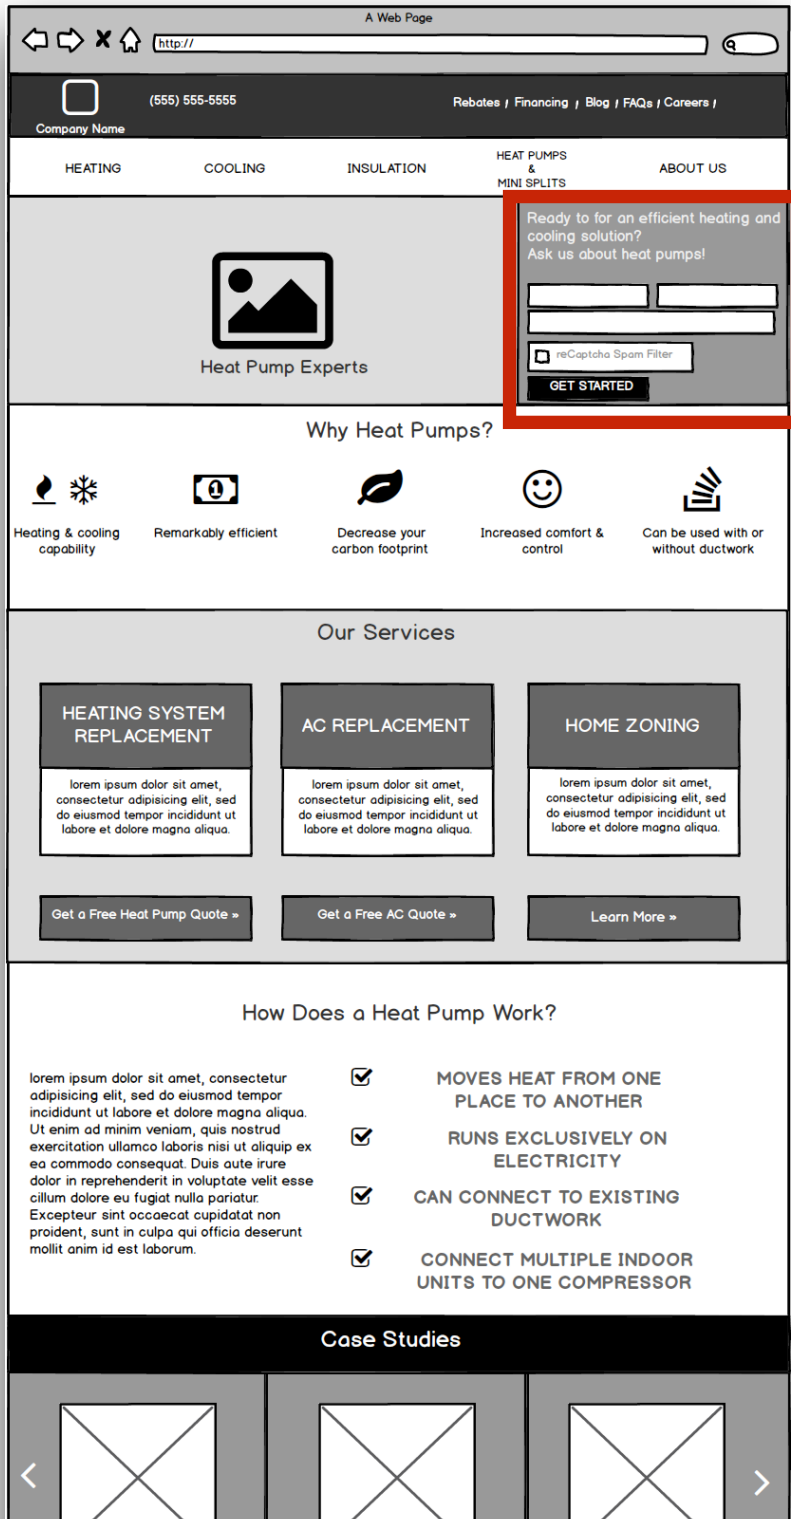 A Web Page
http://
(555) 555-5555
Company Name
Rebates / Financing / Blog / FAQs / Careers /
HEATING
COOLING
INSULATION
HEAT PUMPS
&
MINI SPLITS
ABOUT US
Heat Pump Experts
Ready to for an efficient heating and
cooling solution?
Ask us about heat pumps!
reCaptcha Spam Filter
GET STARTED
Why Heat Pumps?
1
Heating & cooling
capability
Remarkably efficient
Decrease your
carbon footprint
Increased comfort &
control
Can be used with or
without ductwork
Our Services
HEATING SYSTEM
REPLACEMENT
lorem ipsum dolor sit amet,
consectetur adipisicing elit, sed
do eiusmod tempor incididunt ut
labore et dolore magna aliqua.
Get a Free Heat Pump Quote »
AC REPLACEMENT
lorem ipsum dolor sit amet,
consectetur adipisicing elit, sed
do eiusmod tempor incididunt ut
labore et dolore magna aliqua.
Get a Free AC Quote »
HOME ZONING
lorem ipsum dolor sit amet,
consectetur adipisicing elit, sed
do eiusmod tempor incididunt ut
labore et dolore magna aliqua.
Learn More »
How Does a Heat Pump Work?
lorem ipsum dolor sit amet, consectetur
adipisicing elit, sed do eiusmod tempor
incididunt ut labore et dolore magna aliqua.
Ut enim ad minim veniam, quis nostrud
exercitation ullamco laboris nisi ut aliquip ex
ea commodo consequat. Duis aute irure
dolor in reprehenderit in voluptate velit esse
cillum dolore eu fugiat nulla pariatur.
Excepteur sint occaecat cupidatat non
proident, sunt in culpa qui officia deserunt
mollit anim id est laborum.
MOVES HEAT FROM ONE
PLACE TO ANOTHER
RUNS EXCLUSIVELY ON
ELECTRICITY
CAN CONNECT TO EXISTING
DUCTWORK
CONNECT MULTIPLE INDOOR
UNITS TO ONE COMPRESSOR
Case Studies